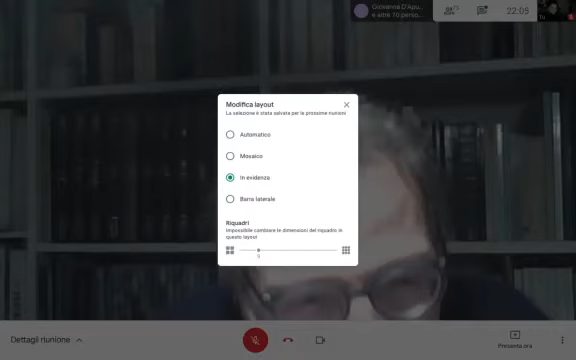 Giovanna D'Apu...
e altre 10 perso...
22:05
Tu
Modifica layout
La selezione è stata salvata per le prossime riunioni
Automatico
Mosaico
In evidenza
Barra laterale
Riquadri
Impossibile cambiare le dimensioni del riquadro in
questo layout
9
Dettagli riunione
Presenta ora